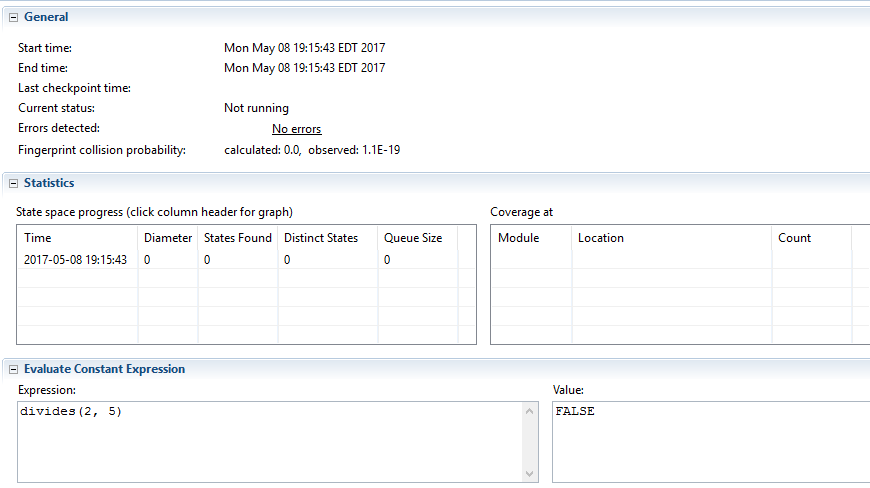 General
Start time: Mon May 08 19:15:43 EDT 2017
End time: Mon May 08 19:15:43 EDT 2017
Last checkpoint time:
Current status: Not running
Errors detected: No errors
Fingerprint collision probability: calculated: 0.0, observed: 1.1E-19
Statistics
State space progress (click column header for graph)
Time Diameter States Found Distinct States Queue Size
2017-05-08 19:15:43 0 0 0 0
Coverage at
Module Location Count
Evaluate Constant Expression
Expression:
divides(2, 5)
Value:
FALSE